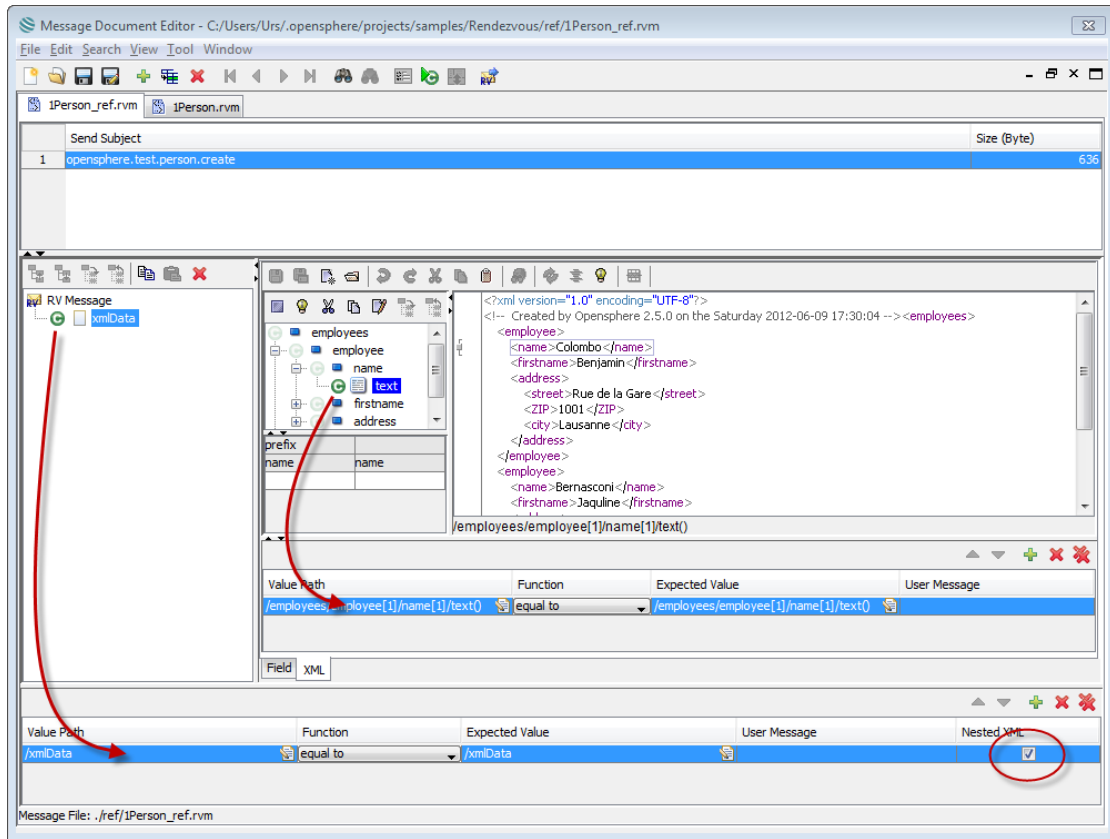 Message Document Editor - C:/Users/Urs/.opensphere/projects/samples/Rendezvous/ref/1Person_ref.rvm
File Edit Search View Tool Window
1Person_ref.rvm 1Person.rvm
Send Subject Size (Byte)
1 opensphere.test.person.create 636
RV Message
xmlData
employees
employee
name
text
firstname
address
prefix
name name
<?xml version="1.0" encoding="UTF-8"?>
<!-- Created by Opensphere 2.5.0 on the Saturday 2012-06-09 17:30:04 --><employees>
<employee>
<name>Colombo</name>
<firstname>Benjamin</firstname>
<address>
<street>Rue de la Gare</street>
<ZIP>1001</ZIP>
<city>Lausanne</city>
</address>
</employee>
<employee>
<name>Bernasconi</name>
<firstname>Jaquline</firstname>
/employees/employee[1]/name[1]/text()
Value Path Function Expected Value User Message
/employees/employee[1]/name[1]/text() equal to /employees/employee[1]/name[1]/text()
Field XML
Value Path Function Expected Value User Message Nested XML
/xmlData equal to /xmlData
Message File: ./ref/1Person_ref.rvm